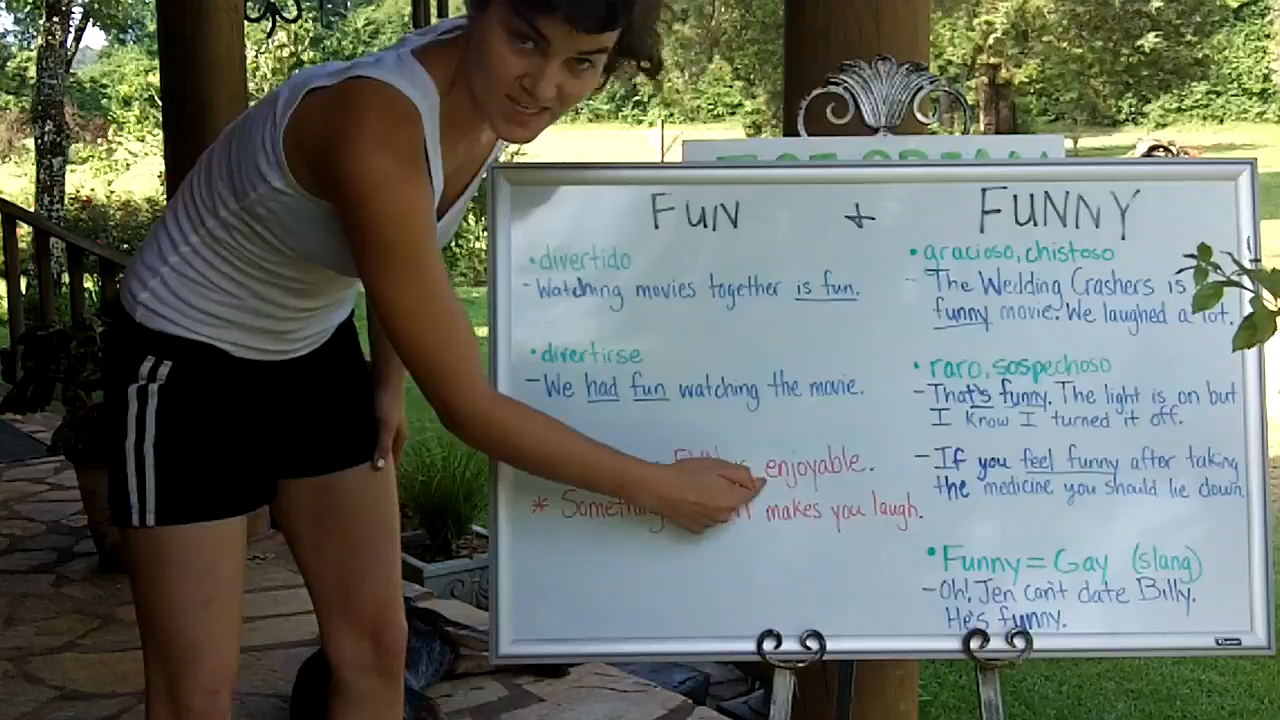 FUN + FUNNY
• divertido
- Watching movies together is fun.
• divertirse
- We had fun watching the movie.
FUN enjoyable.
* Something makes you laugh.
• gracioso, chistoso
- The Wedding Crashers is
funny movie. We laughed a lot.
• raro, sospechoso
- That's funny. The light is on but
I know I turned it off.
- If you feel funny after taking
the medicine you should lie down.
• Funny = Gay (slang)
- Oh! Jen can't date Billy.
He's funny.